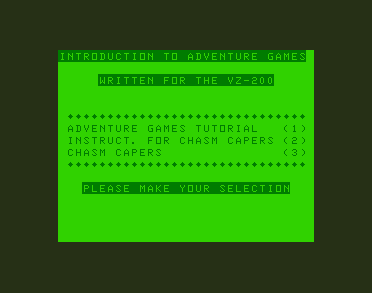 INTRODUCTION TO ADVENTURE GAMES
WRITTEN FOR THE VZ-200
ADVENTURE GAMES TUTORIAL (1)
INSTRUCT. FOR CHASM CAPERS (2)
CHASM CAPERS (3)
PLEASE MAKE YOUR SELECTION